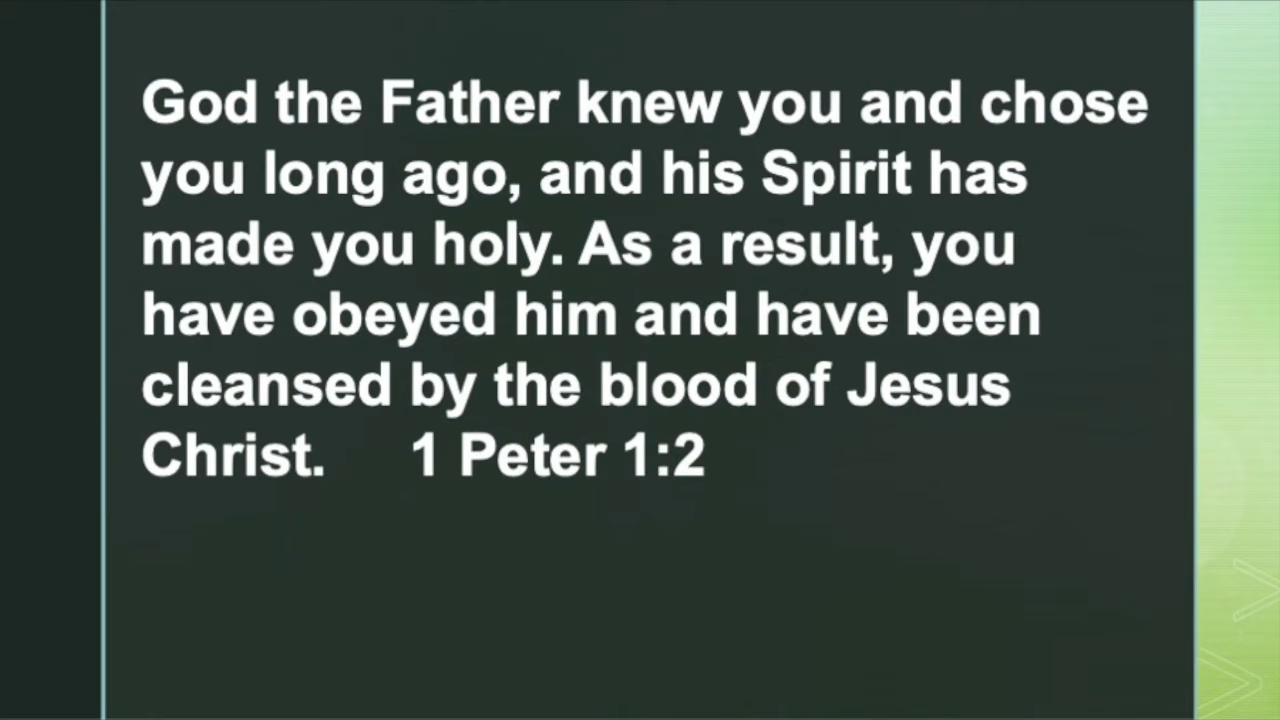 God the Father knew you and chose
you long ago, and his Spirit has
made you holy. As a result, you
have obeyed him and have been
cleansed by the blood of Jesus
Christ. 1 Peter 1:2